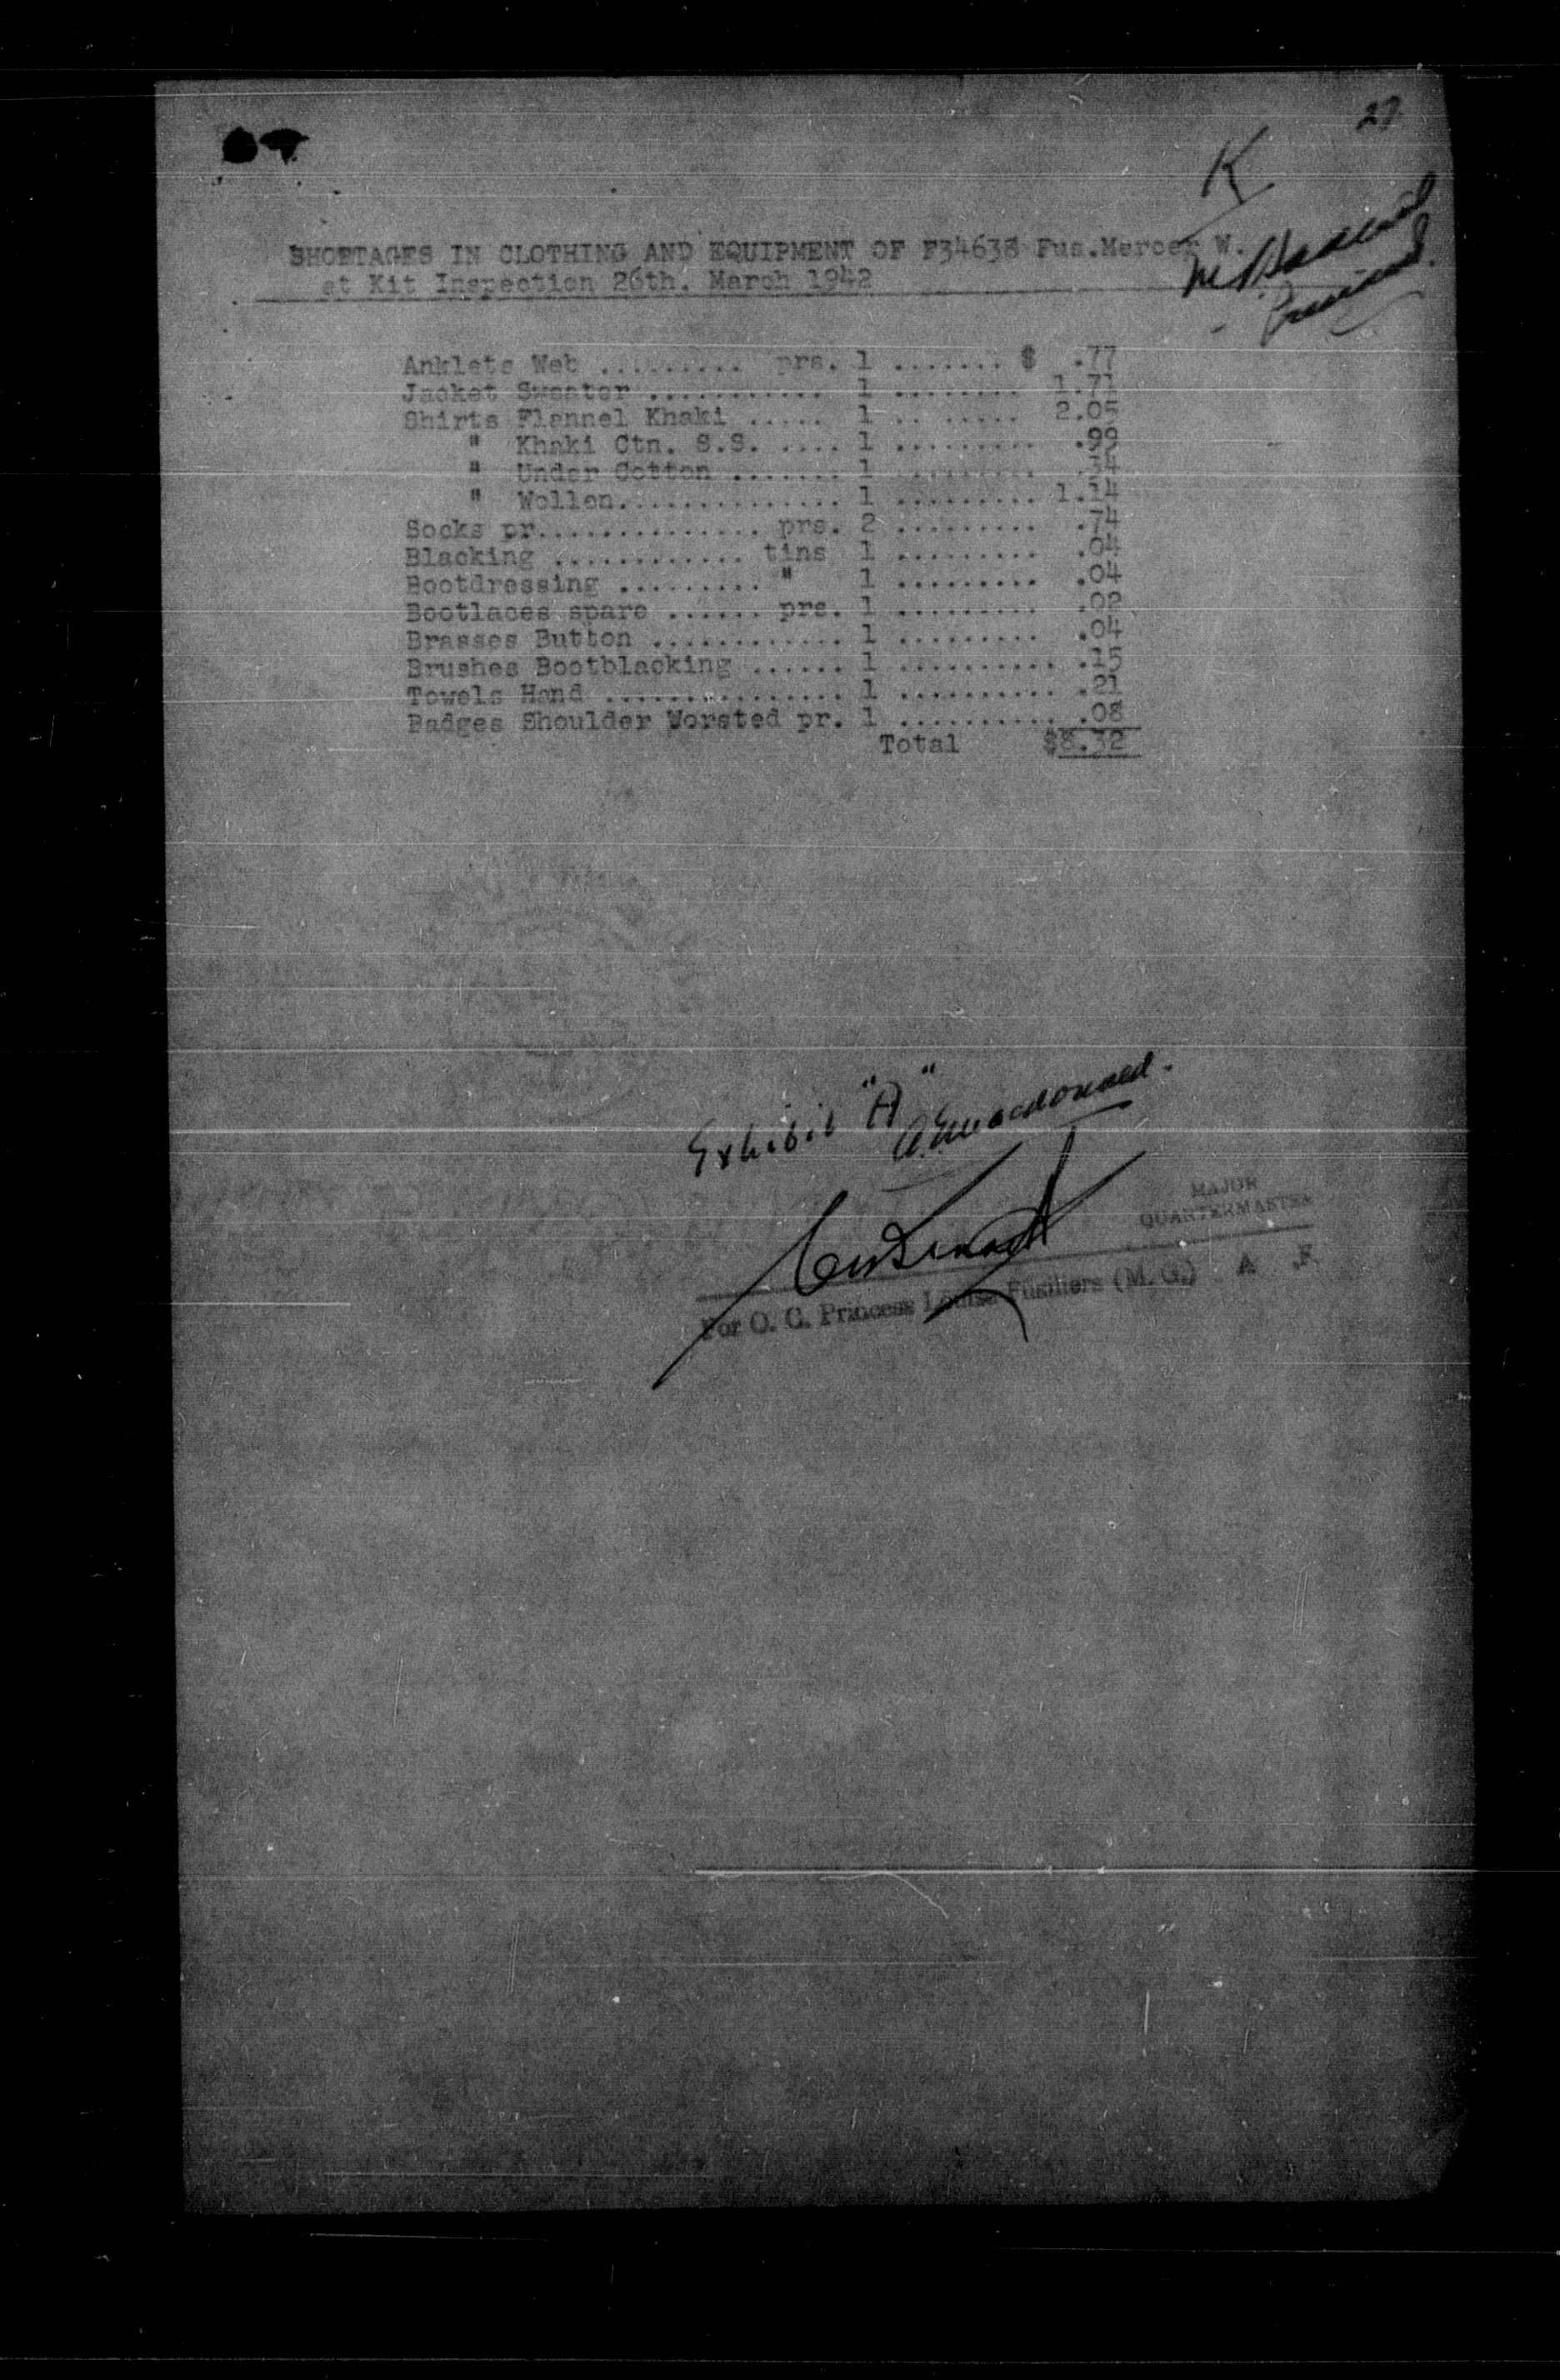 27
K
SHORTAGES IN CLOTHING AND EQUIPMENT OF F34638 Fus.Mercer W.
at Kit Inspection 26th. March 1942
President.
Anklets Web ......... prs. 1 ....... $ .77
Jacket Sweater ........... 1 ........ 1.71
Shirts Flannel Khaki ..... 1 .. ...... 2.05
" Khaki Ctn. S.S. .... 1 ......... .99
" Under Cotton ....... 1 ......... .34
" Wollen.............. 1 ......... 1.14
Socks pr.............. prs. 2 ......... .74
Blacking ............ tins 1 ......... .04
Bootdressing ......... " 1 ......... .04
Bootlaces spare ...... prs. 1 ......... .02
Brasses Button ............ 1 ......... .04
Brushes Bootblacking ...... 1 .......... .15
Towels Hand ............... 1 .......... .21
Badges Shoulder Worsted pr. 1 .......... .08
Total $8.32
Exhibit "A"
A.E. Macdonald.
MAJOR
QUARTERMASTER
For O. C. Princess Louise Fusiliers (M. G.) A F.